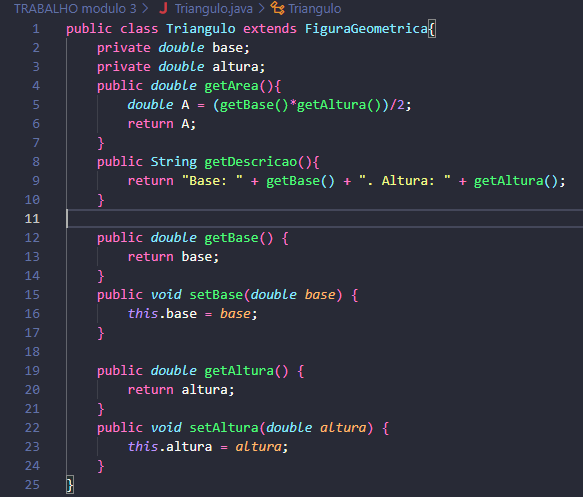 TRABALHO modulo 3 > J Triangulo.java > Triangulo
1 public class Triangulo extends FiguraGeometrica{
2     private double base;
3     private double altura;
4     public double getArea(){
5         double A = (getBase()*getAltura())/2;
6         return A;
7     }
8     public String getDescricao(){
9         return "Base: " + getBase() + ". Altura: " + getAltura();
10     }
11
12     public double getBase() {
13         return base;
14     }
15     public void setBase(double base) {
16         this.base = base;
17     }
18
19     public double getAltura() {
20         return altura;
21     }
22     public void setAltura(double altura) {
23         this.altura = altura;
24     }
25 }